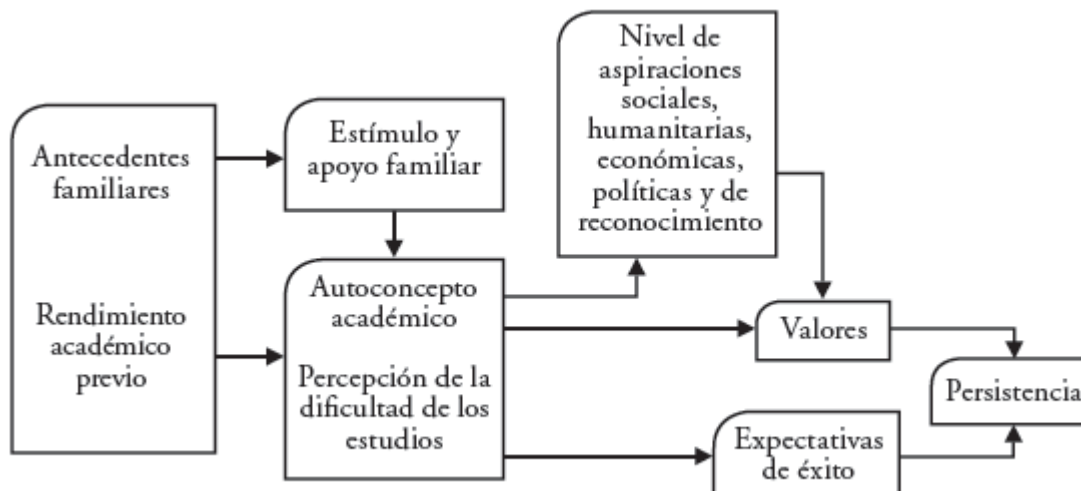 Antecedentes
familiares
Rendimiento
académico
previo
Estímulo y
apoyo familiar
Autoconcepto
académico
Percepción de la
dificultad de los
estudios
Nivel de
aspiraciones
sociales,
humanitarias,
económicas,
políticas y de
reconocimiento
Valores
Expectativas
de éxito
Persistencia